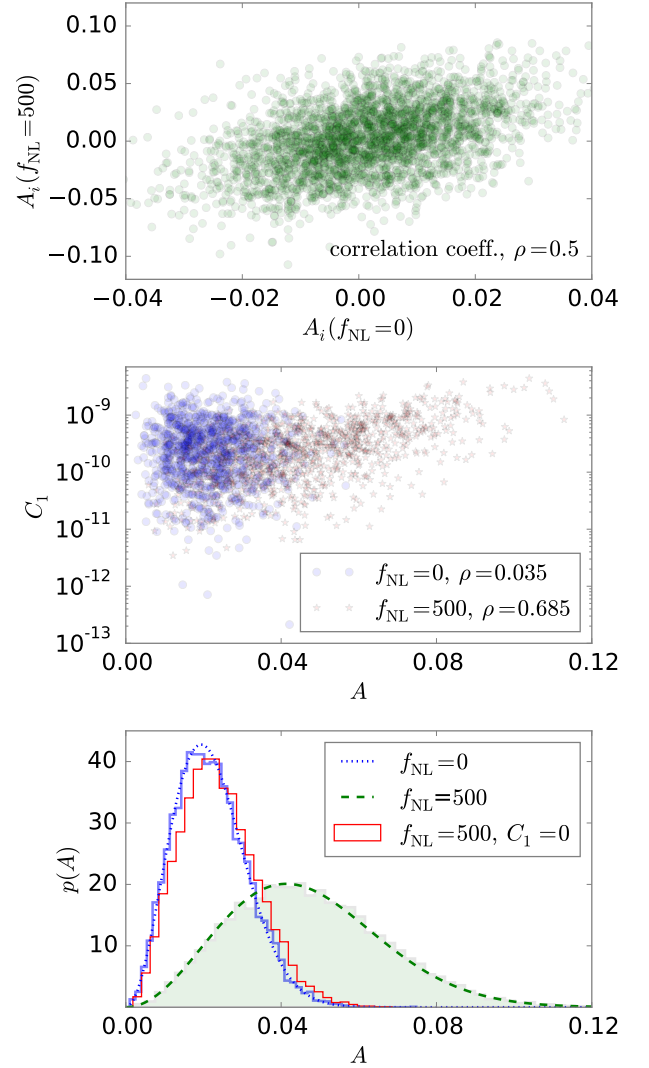 0.10
0.05
0.00
−0.05
−0.10
A_i(f_NL=500)
correlation coeff., ρ=0.5
−0.04 −0.02 0.00 0.02 0.04
A_i(f_NL=0)
10^-9
10^-10
10^-11
10^-12
10^-13
C_1
f_NL=0, ρ=0.035
f_NL=500, ρ=0.685
0.00 0.04 0.08 0.12
A
40
30
20
10
p(A)
f_NL=0
f_NL=500
f_NL=500, C_1=0
0.00 0.04 0.08 0.12
A